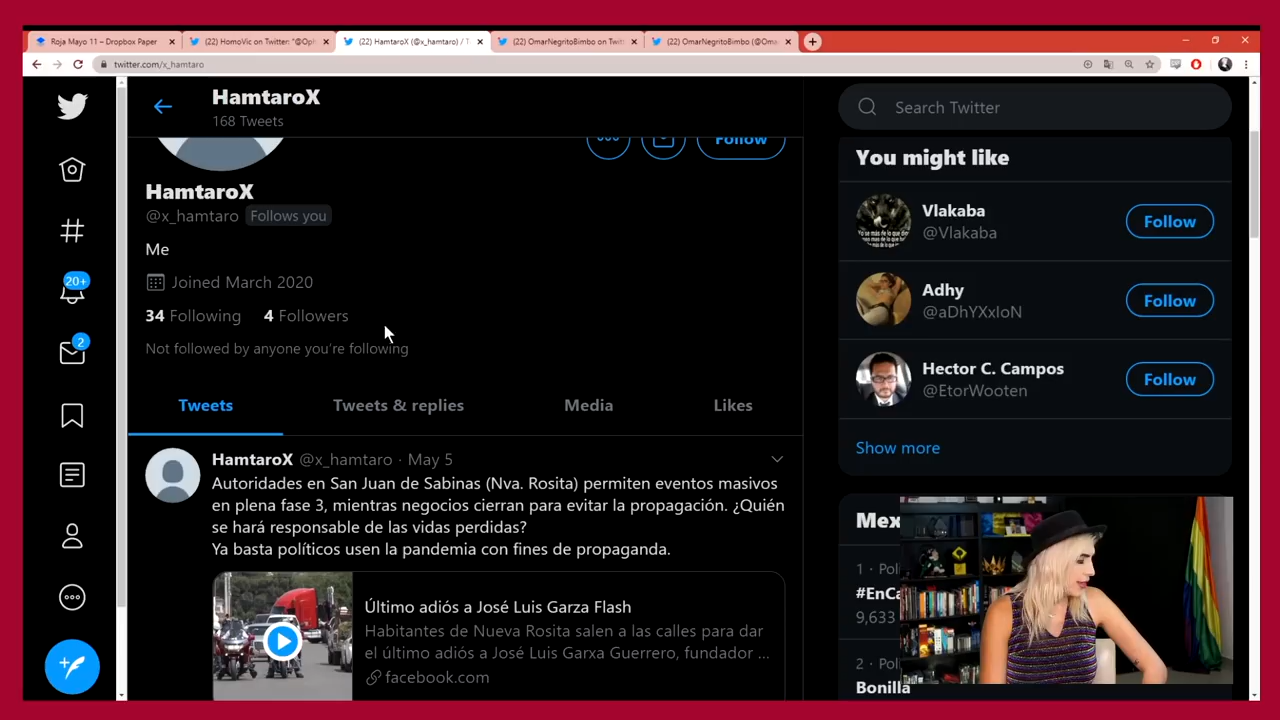 Roja Mayo 11 – Dropbox Paper
(22) HomoVic on Twitter: "@Oph
(22) HamtaroX (@x_hamtaro) / T
(22) OmarNegritoBimbo on Twit
(22) OmarNegritoBimbo (@Oma
twitter.com/x_hamtaro
HamtaroX
168 Tweets
Search Twitter
Follow
You might like
HamtaroX
@x_hamtaro Follows you
Me
Joined March 2020
34 Following 4 Followers
Not followed by anyone you're following
Vlakaba
@Vlakaba
Follow
Adhy
@aDhYXxIoN
Follow
Hector C. Campos
@EtorWooten
Follow
Show more
20+
2
Tweets Tweets & replies Media Likes
HamtaroX @x_hamtaro · May 5
Autoridades en San Juan de Sabinas (Nva. Rosita) permiten eventos masivos
en plena fase 3, mientras negocios cierran para evitar la propagación. ¿Quién
se hará responsable de las vidas perdidas?
Ya basta políticos usen la pandemia con fines de propaganda.
Último adiós a José Luis Garza Flash
Habitantes de Nueva Rosita salen a las calles para dar
el último adiós a José Luis Garxa Guerrero, fundador ...
facebook.com
Mex
1 · Pol
#EnCa
9,633
2 · Pol
Bonilla